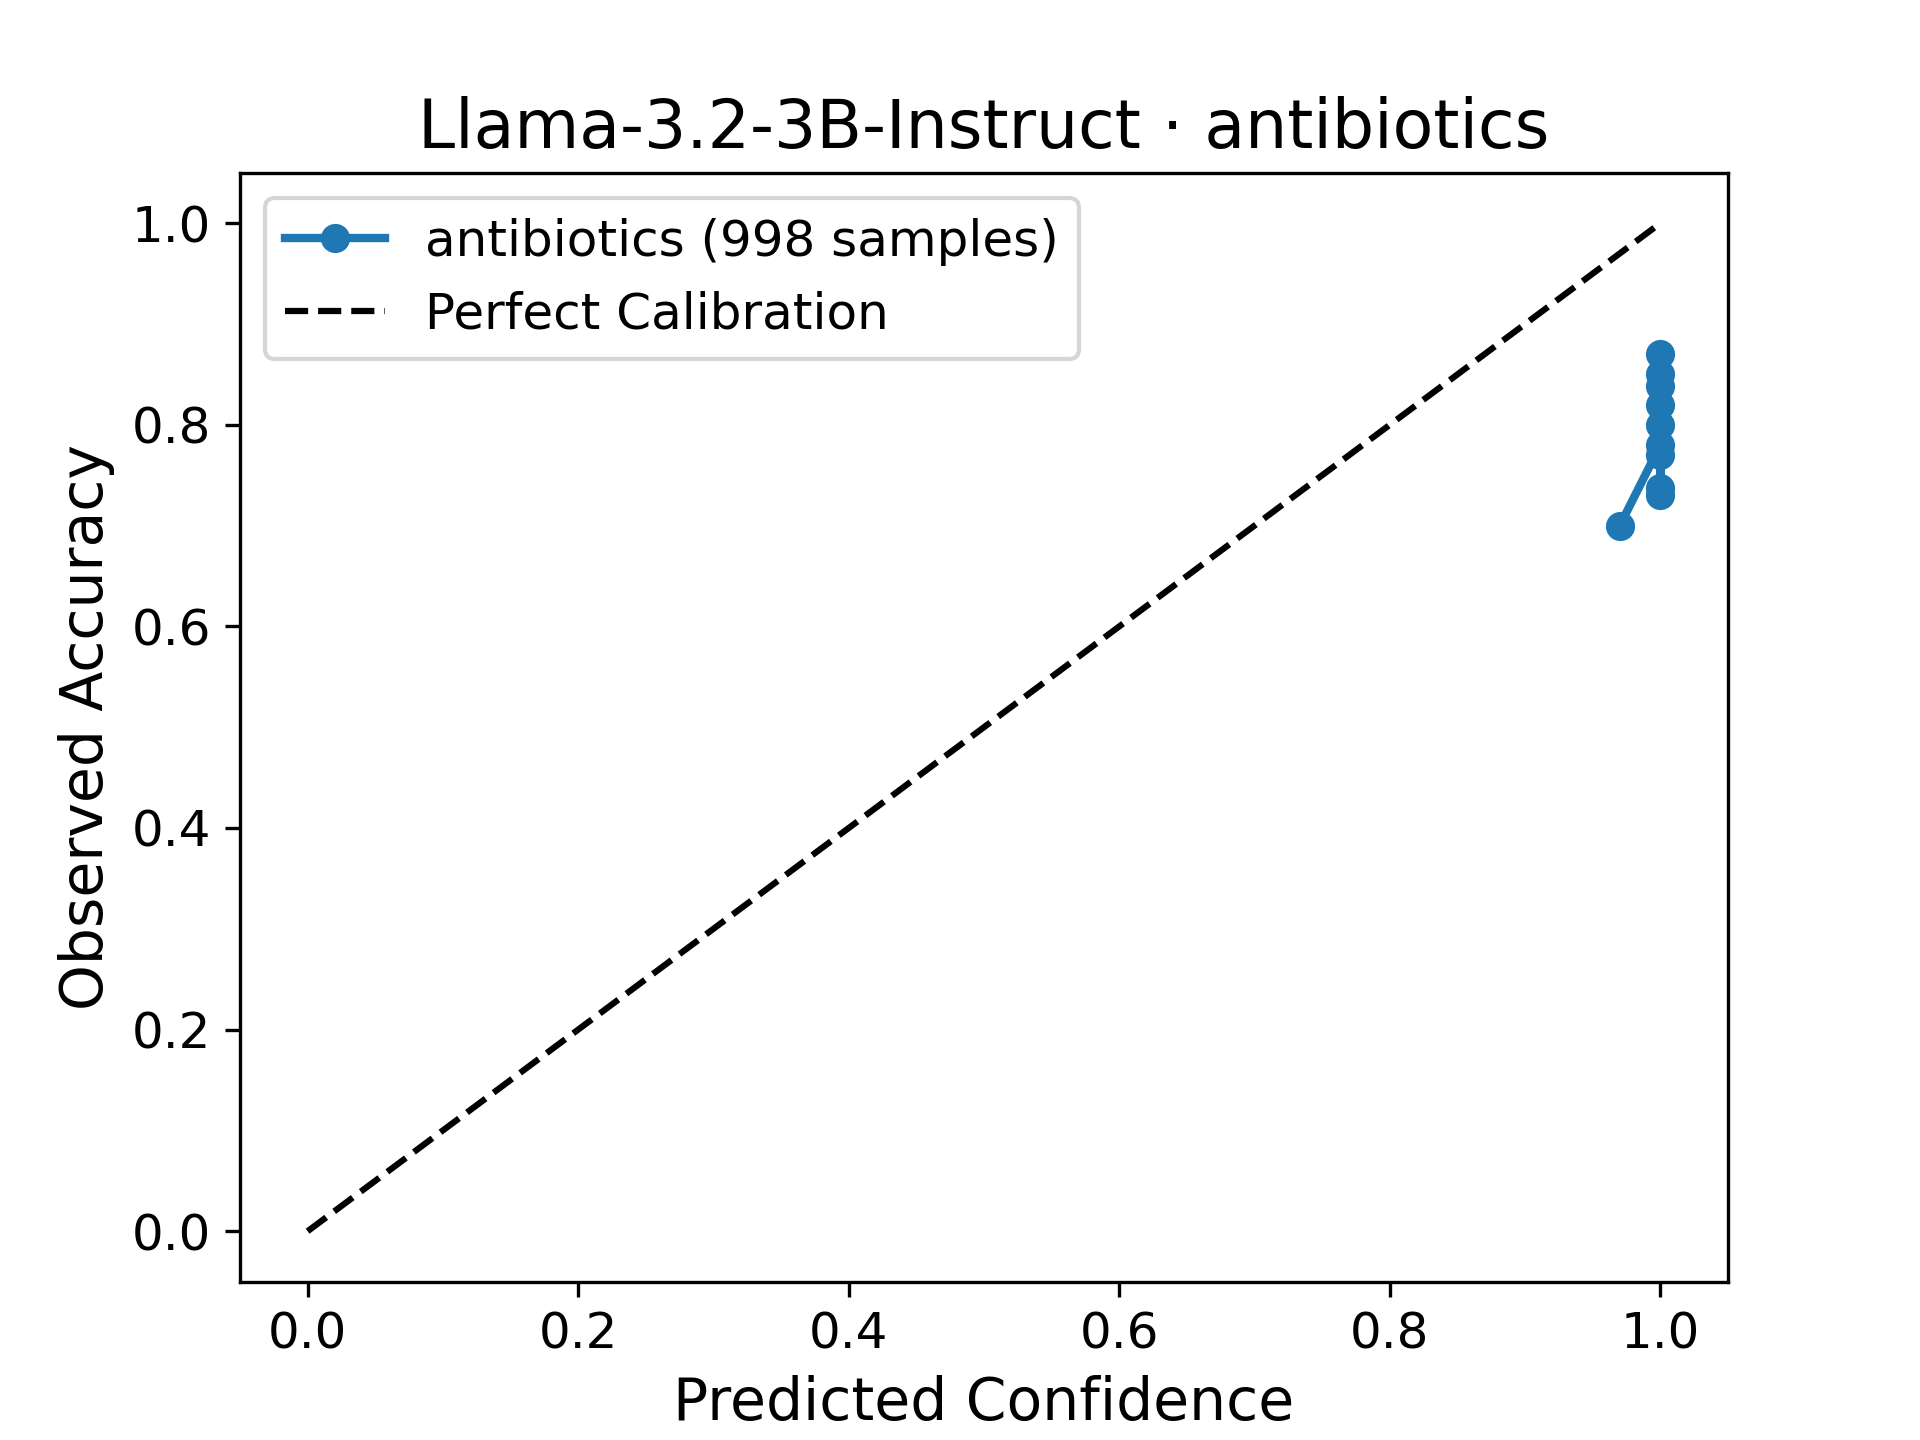 Llama-3.2-3B-Instruct · antibiotics
antibiotics (998 samples)
Perfect Calibration
Observed Accuracy
1.0
0.8
0.6
0.4
0.2
0.0
0.0 0.2 0.4 0.6 0.8 1.0
Predicted Confidence